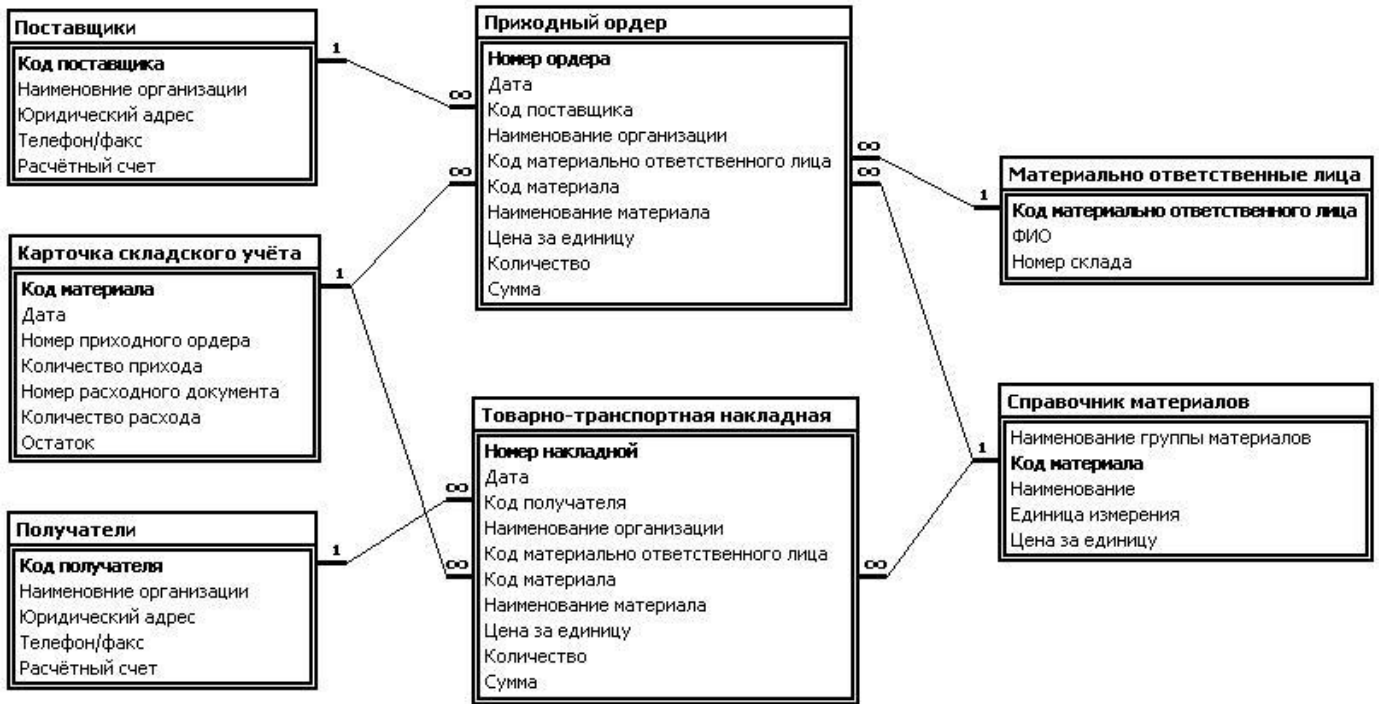 Поставщики
Код поставщика
Наименовние организации
Юридический адрес
Телефон/факс
Расчётный счет
1
∞
Приходный ордер
Номер ордера
Дата
Код поставщика
Наименование организации
Код материально ответственного лица
Код материала
Наименование материала
Цена за единицу
Количество
Сумма
∞
∞
∞
1
Материально ответственные лица
Код материально ответственного лица
ФИО
Номер склада
Карточка складского учёта
Код материала
Дата
Номер приходного ордера
Количество прихода
Номер расходного документа
Количество расхода
Остаток
1
Товарно-транспортная накладная
Номер накладной
Дата
Код получателя
Наименование организации
Код материально ответственного лица
Код материала
Наименование материала
Цена за единицу
Количество
Сумма
∞
∞
∞
1
Справочник материалов
Наименование группы материалов
Код материала
Наименование
Единица измерения
Цена за единицу
Получатели
Код получателя
Наименовние организации
Юридический адрес
Телефон/факс
Расчётный счет
1